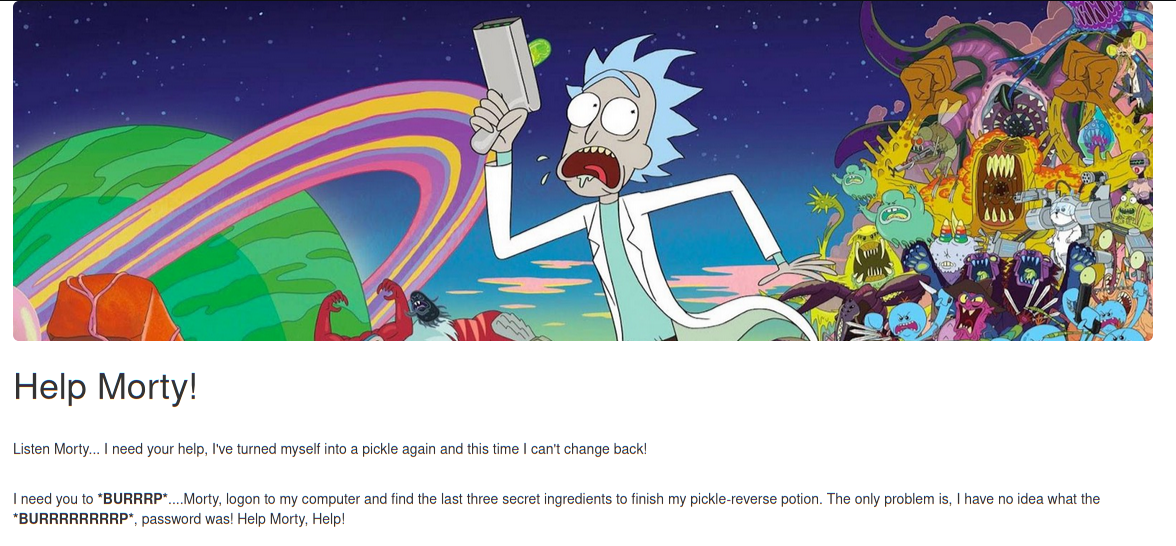 Help Morty!
Listen Morty... I need your help, I've turned myself into a pickle again and this time I can't change back!
I need you to *BURRRP*....Morty, logon to my computer and find the last three secret ingredients to finish my pickle-reverse potion. The only problem is, I have no idea what the
*BURRRRRRRRP*, password was! Help Morty, Help!